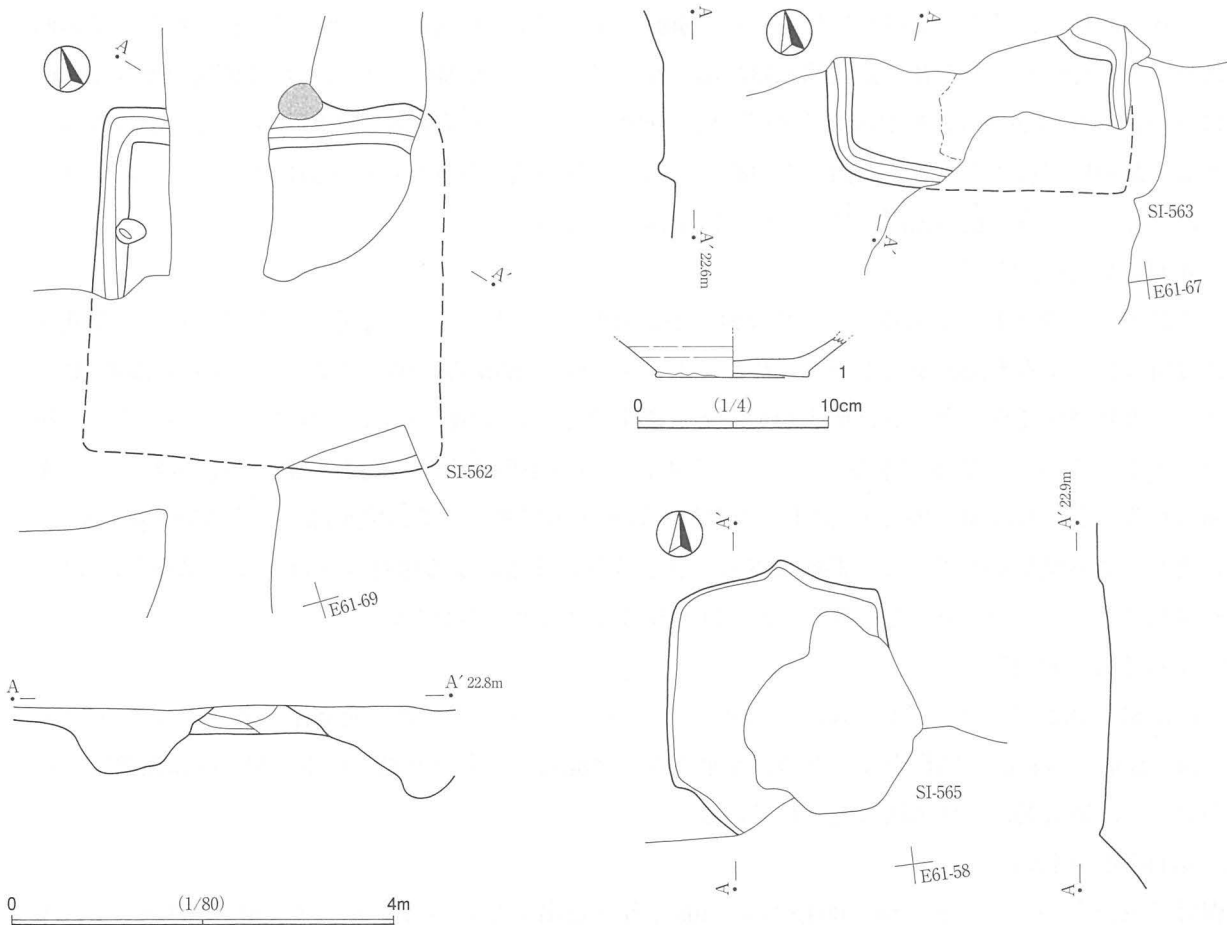 A
A'
SI-562
E61-69
A
A' 22.8m
0 (1/80) 4m
A
A' 22.6m
A
A'
SI-563
E61-67
1
0 (1/4) 10cm
A'
A' 22.9m
SI-565
E61-58
A
A